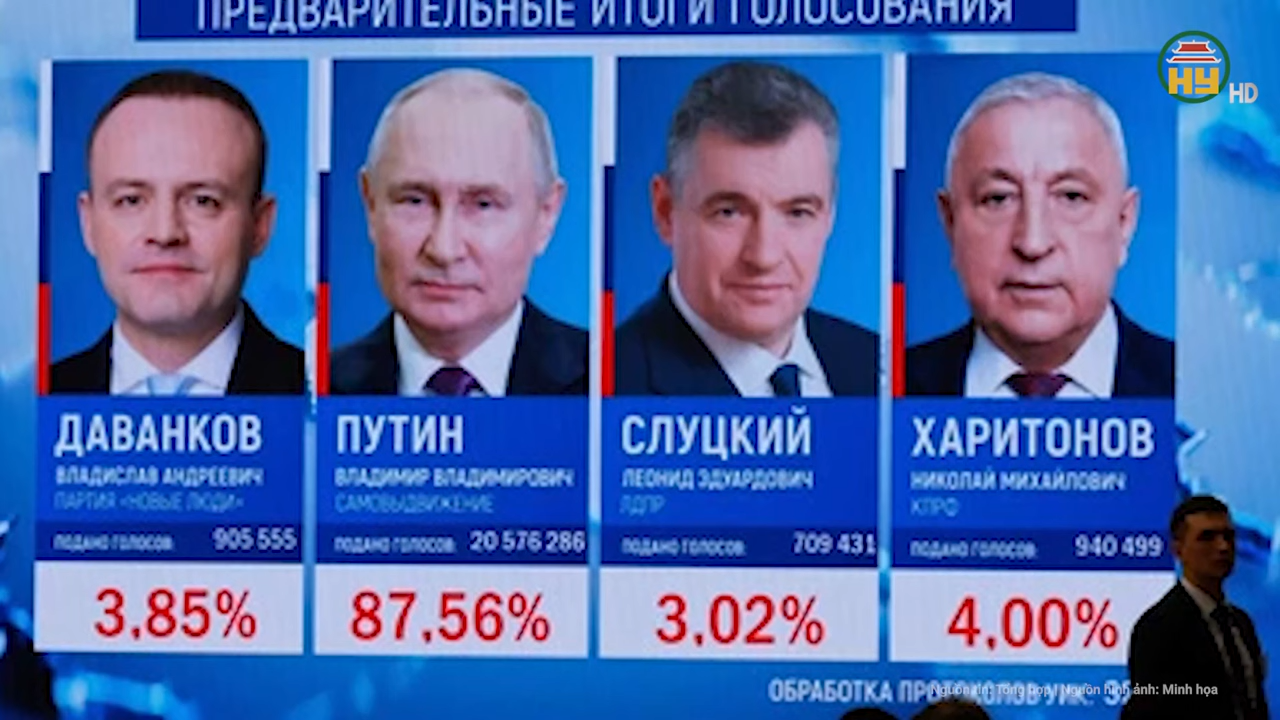 ПРЕДВАРИТЕЛЬНЫЕ ИТОГИ ГОЛОСОВАНИЯ
НУ HD
ДАВАНКОВ
ВЛАДИСЛАВ АНДРЕЕВИЧ
ПАРТИЯ «НОВЫЕ ЛЮДИ»
ПОДАНО ГОЛОСОВ: 905 555
3,85%
ПУТИН
ВЛАДИМИР ВЛАДИМИРОВИЧ
САМОВЫДВИЖЕНИЕ
ПОДАНО ГОЛОСОВ: 20 576 286
87,56%
СЛУЦКИЙ
ЛЕОНИД ЭДУАРДОВИЧ
ЛДПР
ПОДАНО ГОЛОСОВ: 709 431
3,02%
ХАРИТОНОВ
НИКОЛАЙ МИХАЙЛОВИЧ
КПРФ
ПОДАНО ГОЛОСОВ: 940 499
4,00%
ОБРАБОТКА ПРОТОКОЛОВ УИК:
Nguồn tin: Tổng hợp | Nguồn hình ảnh: Minh họa